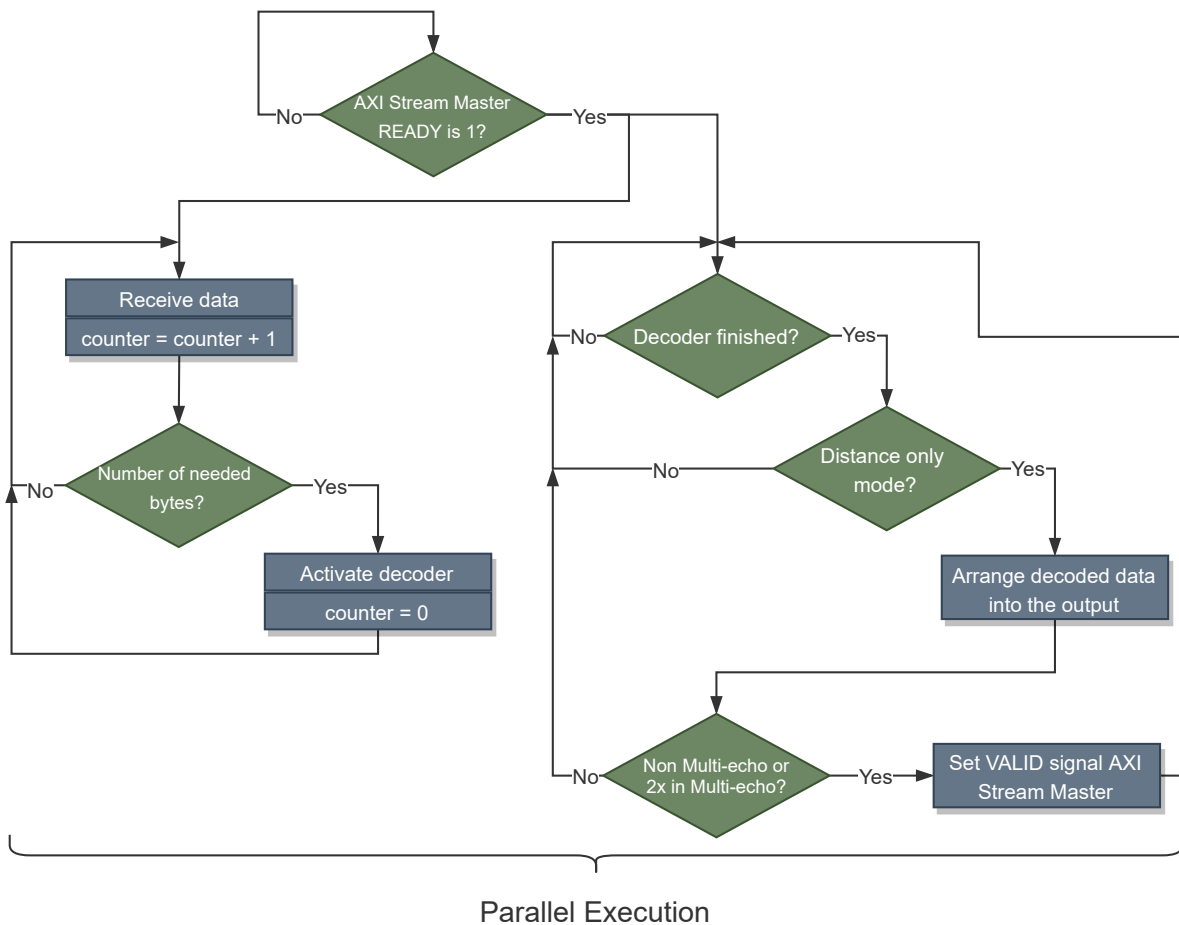 AXI Stream Master
READY is 1?
No
Yes
Receive data
counter = counter + 1
Number of needed
bytes?
No
Yes
Activate decoder
counter = 0
Decoder finished?
No
Yes
Distance only
mode?
No
Yes
Arrange decoded data
into the output
Non Multi-echo or
2x in Multi-echo?
No
Yes
Set VALID signal AXI
Stream Master
Parallel Execution